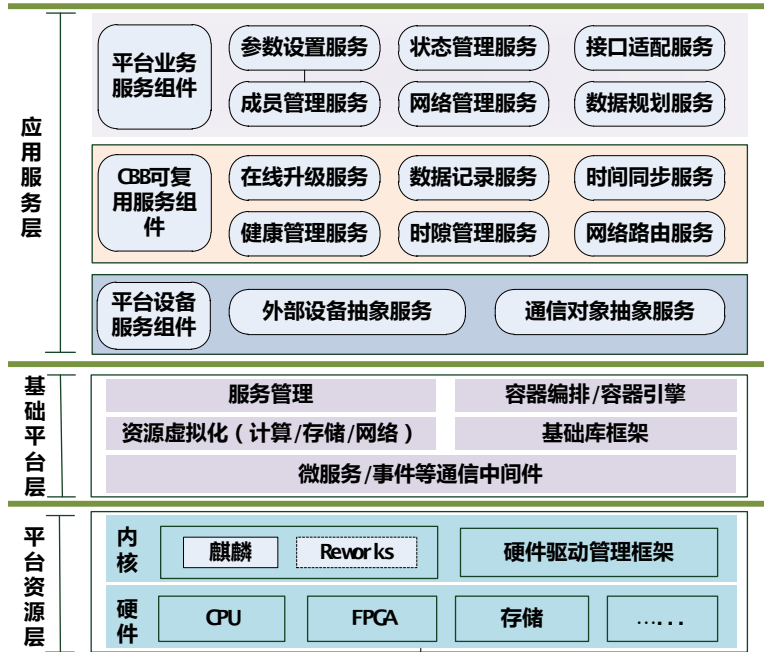 应用服务层
平台业务
服务组件
参数设置服务
状态管理服务
接口适配服务
成员管理服务
网络管理服务
数据规划服务
CBB可复
用服务组
件
在线升级服务
数据记录服务
时间同步服务
健康管理服务
时隙管理服务
网络路由服务
平台设备
服务组件
外部设备抽象服务
通信对象抽象服务
基础平台层
服务管理
容器编排/容器引擎
资源虚拟化（计算/存储/网络）
基础库框架
微服务/事件等通信中间件
平台资源层
内核
麒麟
Reworks
硬件驱动管理框架
硬件
CPU
FPGA
存储
…...